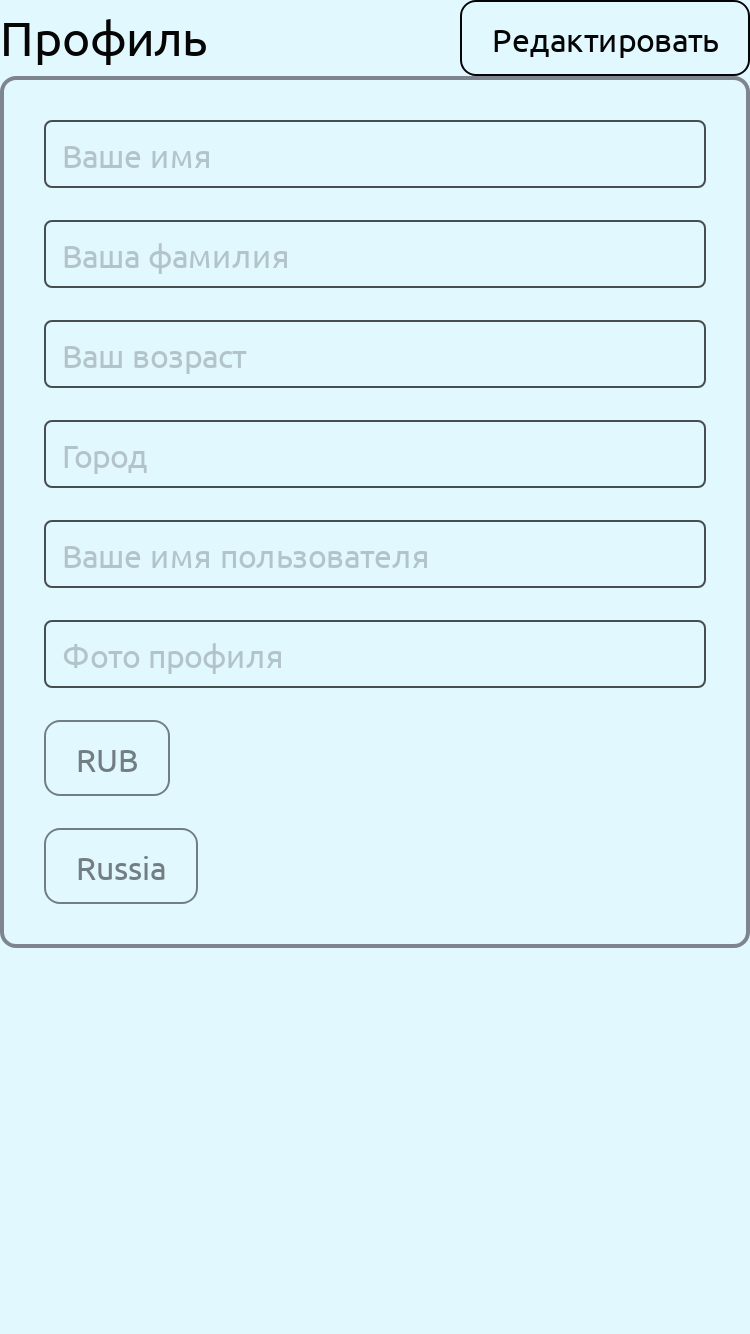 Профиль
Редактировать
Ваше имя
Ваша фамилия
Ваш возраст
Город
Ваше имя пользователя
Фото профиля
RUB
Russia